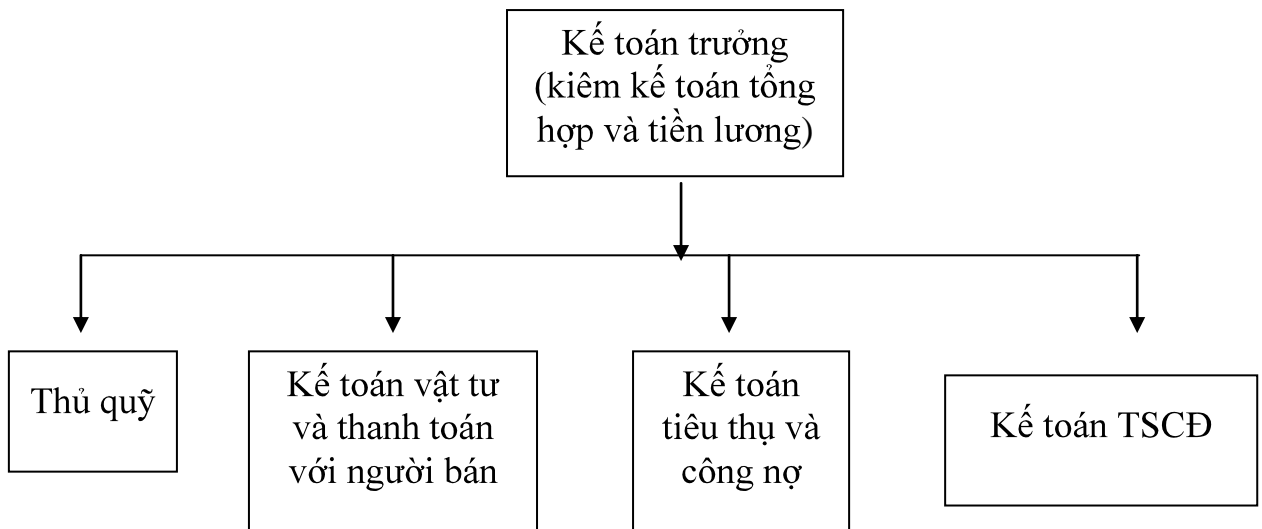 Kế toán trưởng
(kiêm kế toán tổng
hợp và tiền lương)
Thủ quỹ
Kế toán vật tư
và thanh toán
với người bán
Kế toán
tiêu thụ và
công nợ
Kế toán TSCĐ